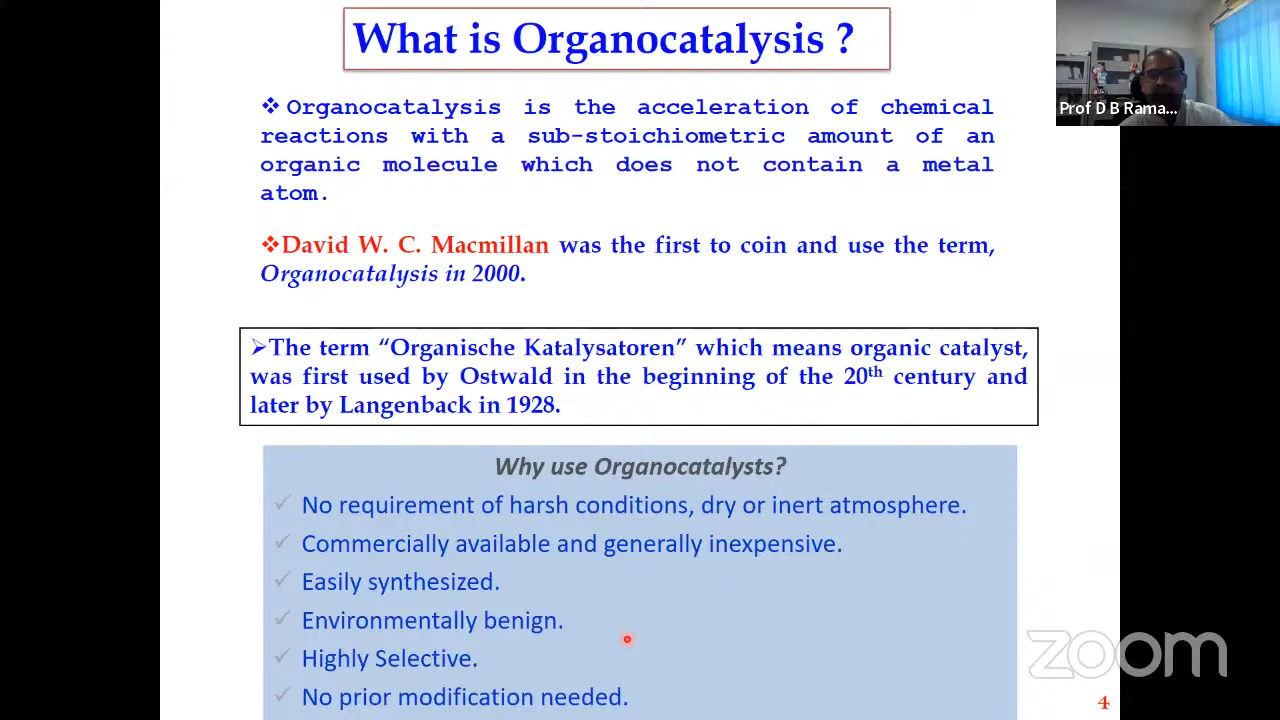 What is Organocatalysis ?
Prof D B Rama...
❖ Organocatalysis is the acceleration of chemical
reactions with a sub-stoichiometric amount of an
organic molecule which does not contain a metal
atom.
❖David W. C. Macmillan was the first to coin and use the term,
Organocatalysis in 2000.
➢The term “Organische Katalysatoren” which means organic catalyst,
was first used by Ostwald in the beginning of the 20th century and
later by Langenback in 1928.
Why use Organocatalysts?
✓ No requirement of harsh conditions, dry or inert atmosphere.
✓ Commercially available and generally inexpensive.
✓ Easily synthesized.
✓ Environmentally benign.
✓ Highly Selective.
✓ No prior modification needed.
zoom
4